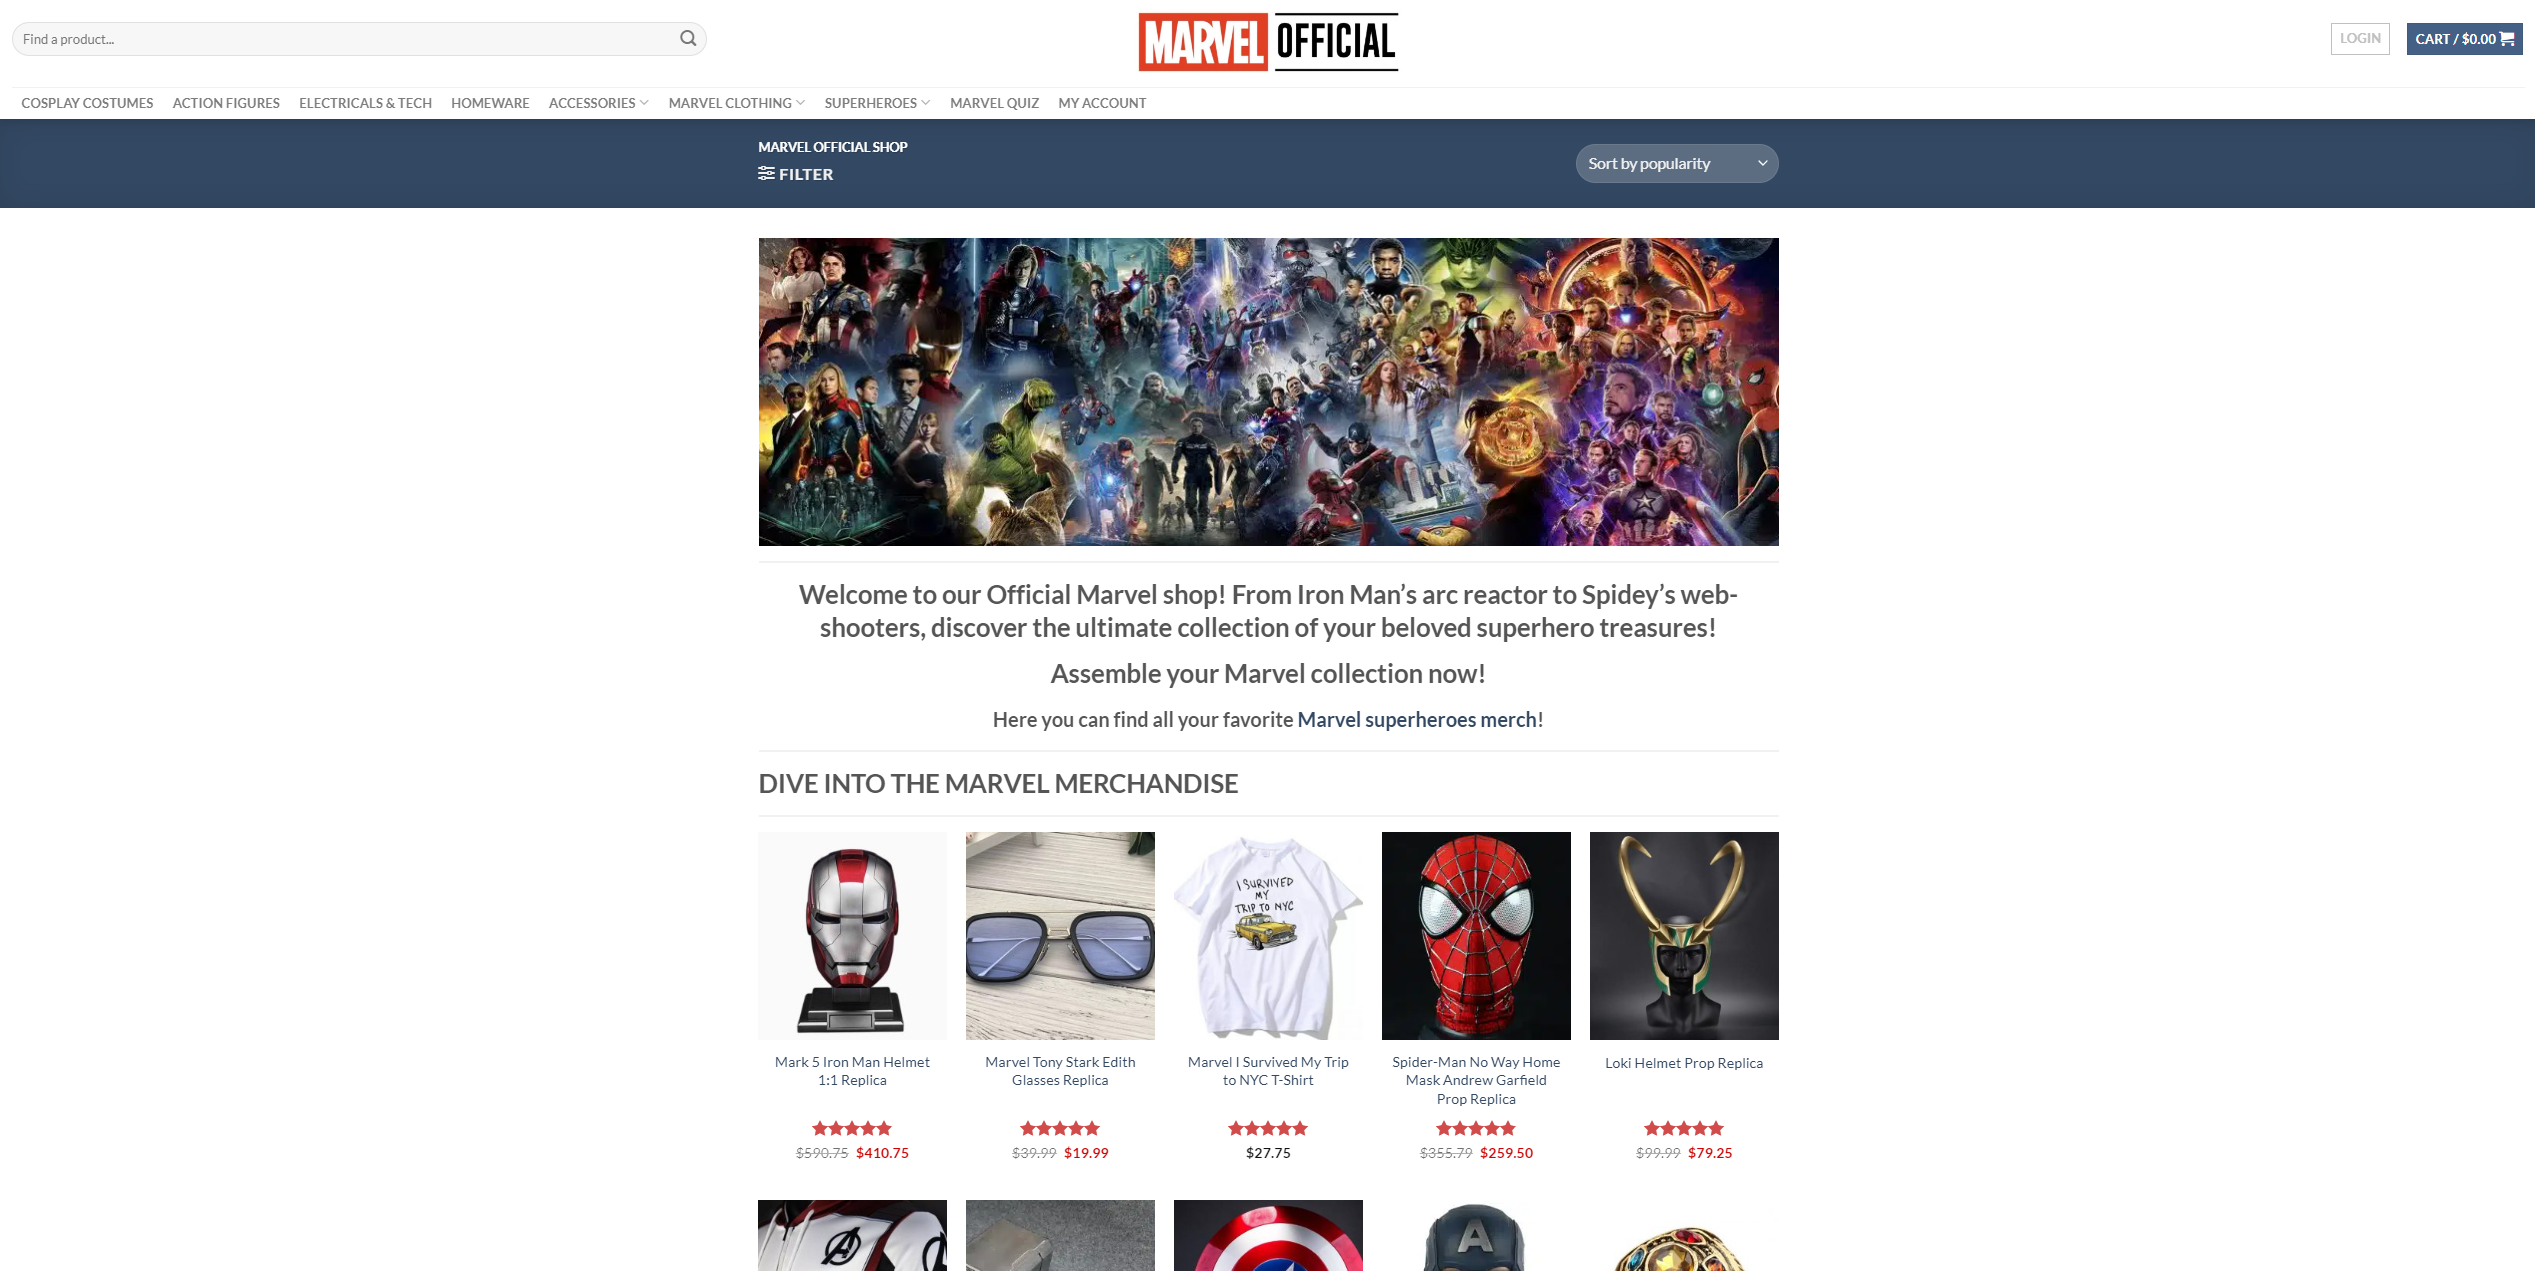 Find a product...
MARVEL OFFICIAL
LOGIN
CART / $0.00
COSPLAY COSTUMES ACTION FIGURES ELECTRICALS & TECH HOMEWARE ACCESSORIES MARVEL CLOTHING SUPERHEROES MARVEL QUIZ MY ACCOUNT
MARVEL OFFICIAL SHOP
FILTER
Sort by popularity
Welcome to our Official Marvel shop! From Iron Man’s arc reactor to Spidey’s web-
shooters, discover the ultimate collection of your beloved superhero treasures!
Assemble your Marvel collection now!
Here you can find all your favorite Marvel superheroes merch!
DIVE INTO THE MARVEL MERCHANDISE
I SURVIVED
MY
TRIP TO NYC
Mark 5 Iron Man Helmet
1:1 Replica
$590.75 $410.75
Marvel Tony Stark Edith
Glasses Replica
$39.99 $19.99
Marvel I Survived My Trip
to NYC T-Shirt
$27.75
Spider-Man No Way Home
Mask Andrew Garfield
Prop Replica
$355.79 $259.50
Loki Helmet Prop Replica
$99.99 $79.25
A